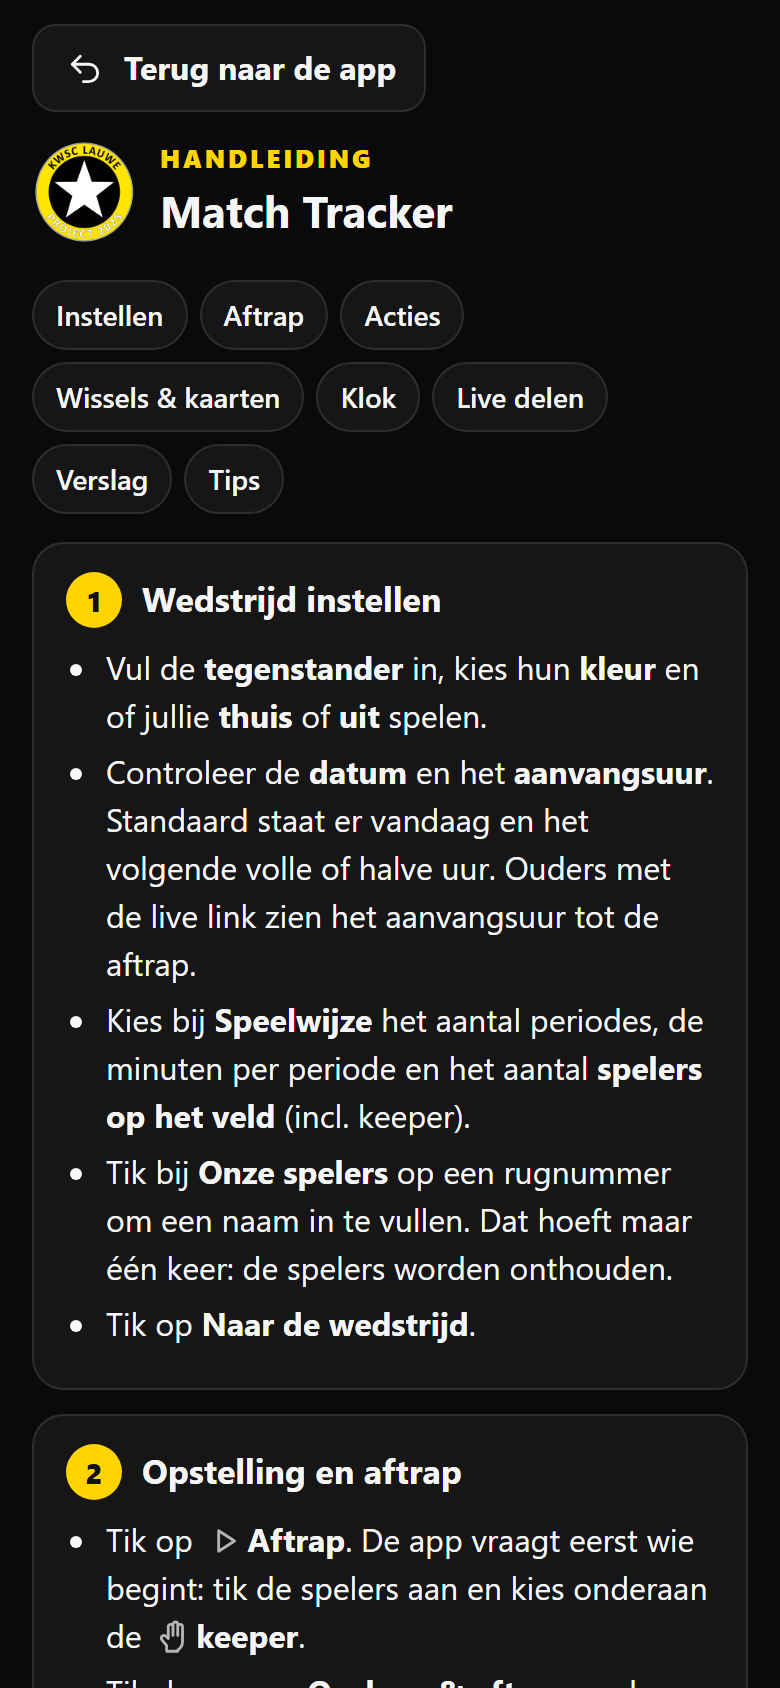 Terug naar de app
KWSC LAUWE
PROJECT 2025
HANDLEIDING
Match Tracker
Instellen
Aftrap
Acties
Wissels & kaarten
Klok
Live delen
Verslag
Tips
1 Wedstrijd instellen
• Vul de tegenstander in, kies hun kleur en
of jullie thuis of uit spelen.
• Controleer de datum en het aanvangsuur.
Standaard staat er vandaag en het
volgende volle of halve uur. Ouders met
de live link zien het aanvangsuur tot de
aftrap.
• Kies bij Speelwijze het aantal periodes, de
minuten per periode en het aantal spelers
op het veld (incl. keeper).
• Tik bij Onze spelers op een rugnummer
om een naam in te vullen. Dat hoeft maar
één keer: de spelers worden onthouden.
• Tik op Naar de wedstrijd.
2 Opstelling en aftrap
• Tik op Aftrap. De app vraagt eerst wie
begint: tik de spelers aan en kies onderaan
de keeper.